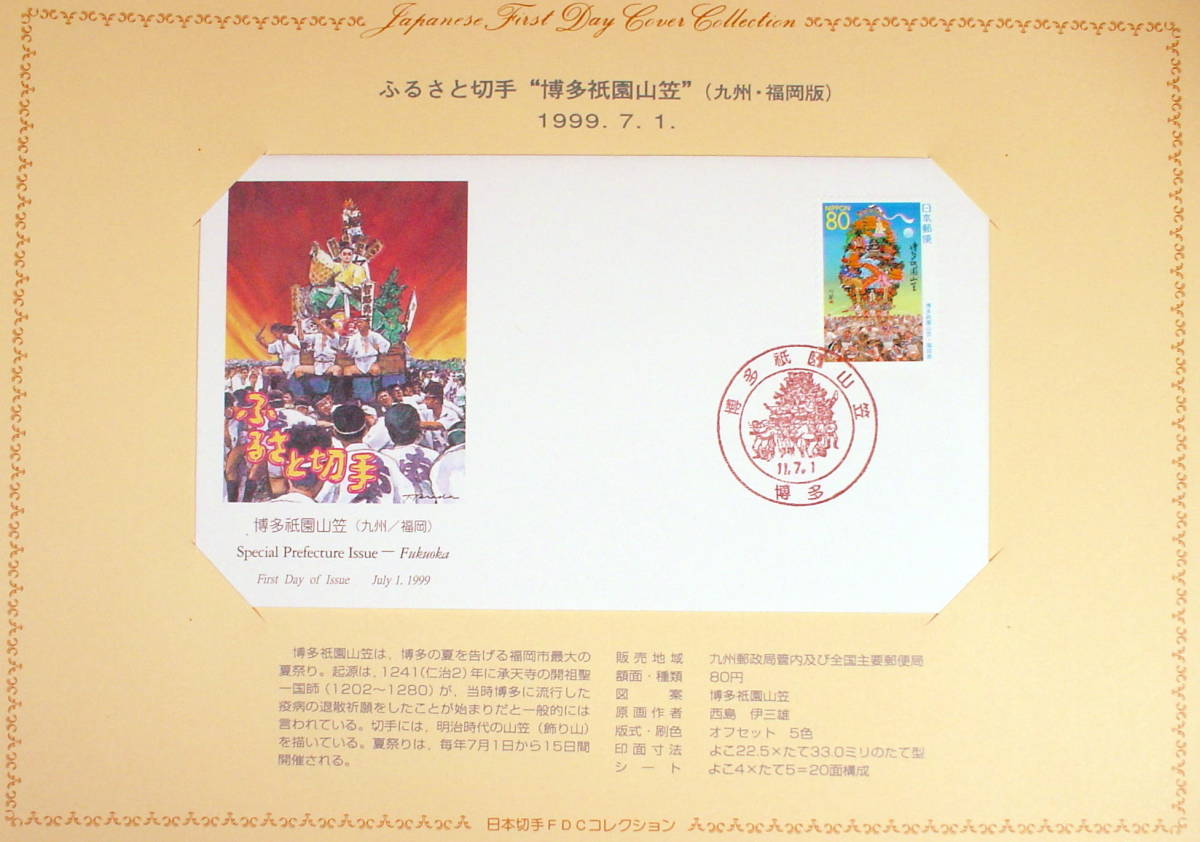 Japanese First Day Cover Collection
ふるさと切手“博多祇園山笠”(九州・福岡版)
1999. 7. 1.
NIPPON
80
日本郵便
博多祇園山笠
博多祇園山笠・福岡県
博多祇園山笠
11.7.1
博多
ふるさと切手
博多祇園山笠(九州/福岡)
Special Prefecture Issue — Fukuoka
First Day of Issue July 1. 1999
博多祇園山笠は、博多の夏を告げる福岡市最大の
夏祭り。起源は、1241(仁治2)年に承天寺の開祖聖
一国師(1202〜1280)が、当時博多に流行した
疫病の退散祈願をしたことが始まりだと一般的には
言われている。切手には、明治時代の山笠(飾り山)
を描いている。夏祭りは、毎年7月1日から15日間
開催される。
販売地域 九州郵政局管内及び全国主要郵便局
額面・種類 80円
図案 博多祇園山笠
原画作者 西島 伊三雄
版式・刷色 オフセット 5色
印面寸法 よこ22.5×たて33.0ミリのたて型
シート よこ4×たて5=20面構成
日本切手FDCコレクション